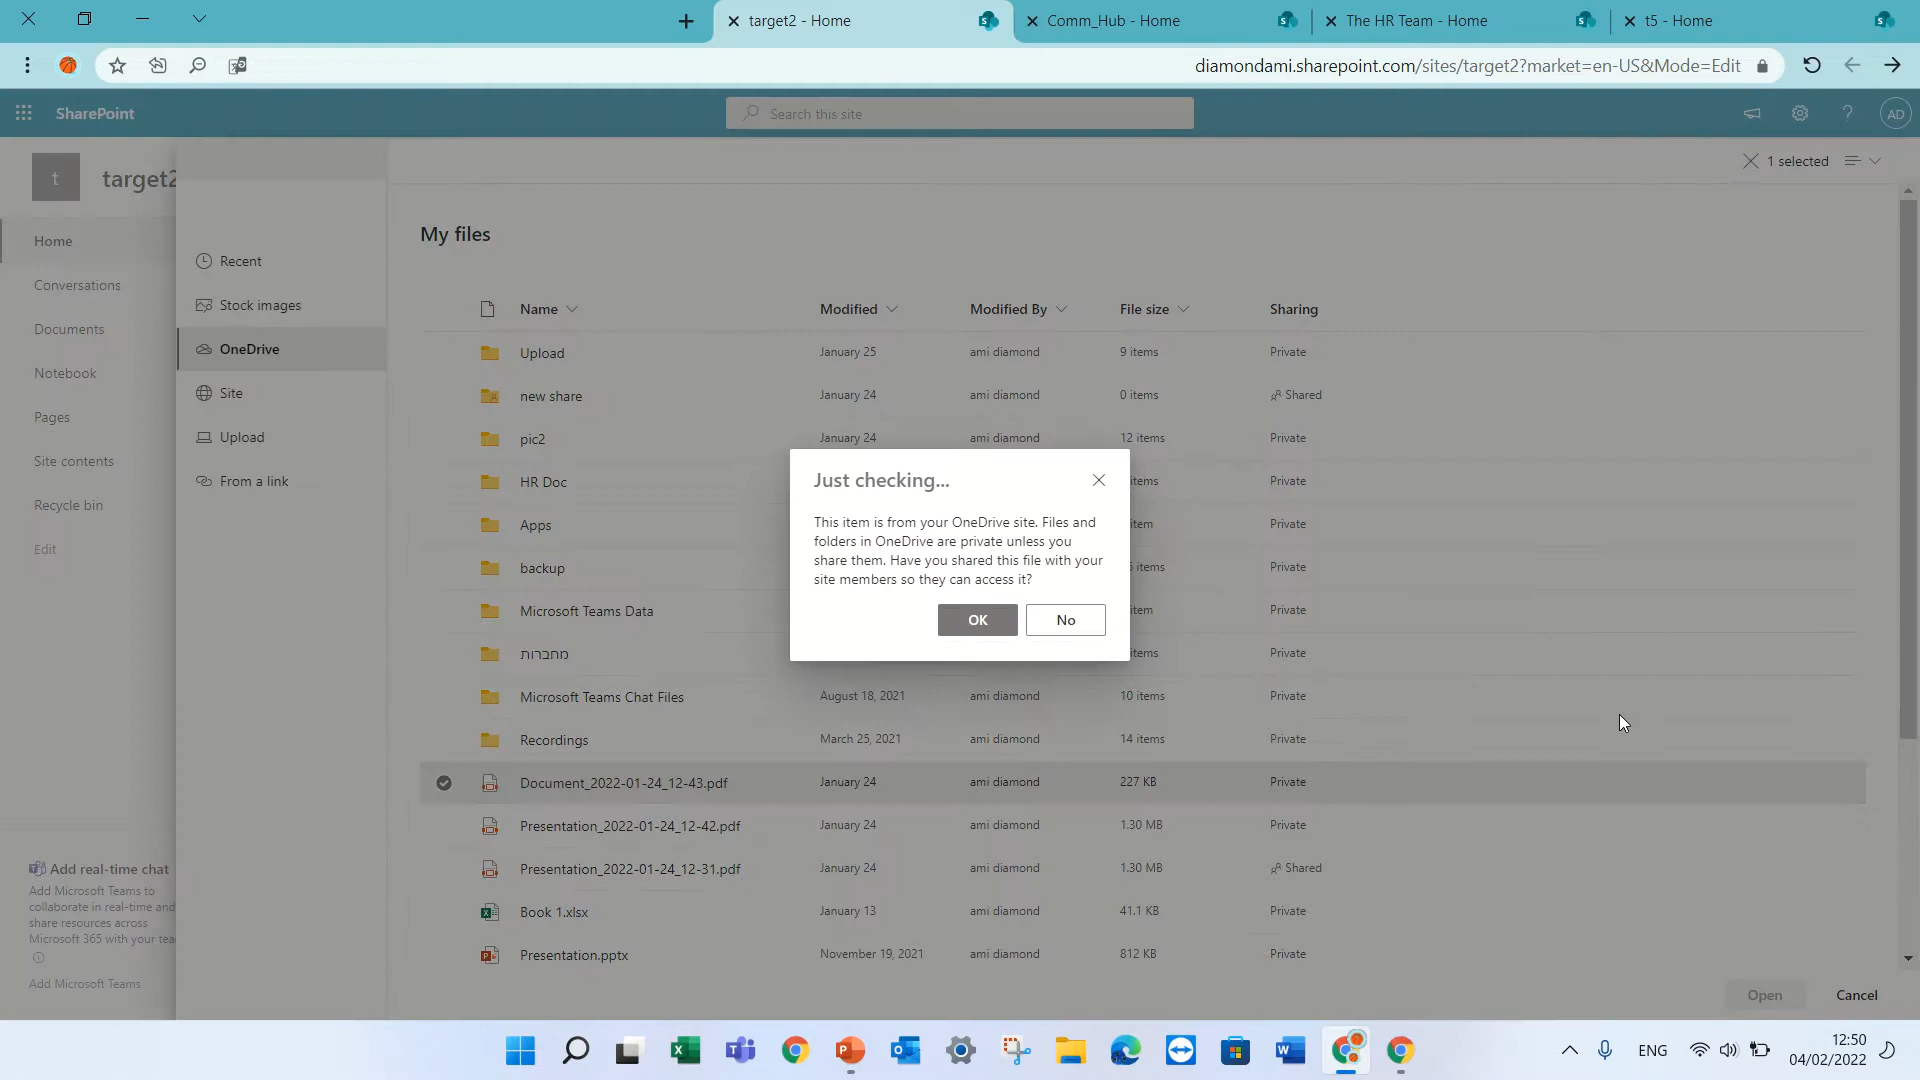 target2 - Home
Comm_Hub - Home
The HR Team - Home
t5 - Home
diamondami.sharepoint.com/sites/target2?market=en-US&Mode=Edit
SharePoint
Search this site
AD
t
target2
1 selected
Home
Conversations
Documents
Notebook
Pages
Site contents
Recycle bin
Edit
Recent
Stock images
OneDrive
Site
Upload
From a link
My files
Name Modified Modified By File size Sharing
Upload January 25 ami diamond 9 items Private
new share January 24 ami diamond 0 items Shared
pic2 January 24 ami diamond 12 items Private
HR Doc items Private
Apps item Private
backup items Private
Microsoft Teams Data item Private
מחברות items Private
Microsoft Teams Chat Files August 18, 2021 ami diamond 10 items Private
Recordings March 25, 2021 ami diamond 14 items Private
Document_2022-01-24_12-43.pdf January 24 ami diamond 227 KB Private
Presentation_2022-01-24_12-42.pdf January 24 ami diamond 1.30 MB Private
Presentation_2022-01-24_12-31.pdf January 24 ami diamond 1.30 MB Shared
Book 1.xlsx January 13 ami diamond 41.1 KB Private
Presentation.pptx November 19, 2021 ami diamond 812 KB Private
Just checking...
This item is from your OneDrive site. Files and
folders in OneDrive are private unless you
share them. Have you shared this file with your
site members so they can access it?
OK
No
Add real-time chat
Add Microsoft Teams to
collaborate in real-time and
share resources across
Microsoft 365 with your
Add Microsoft Teams
Open
Cancel
ENG
12:50
04/02/2022